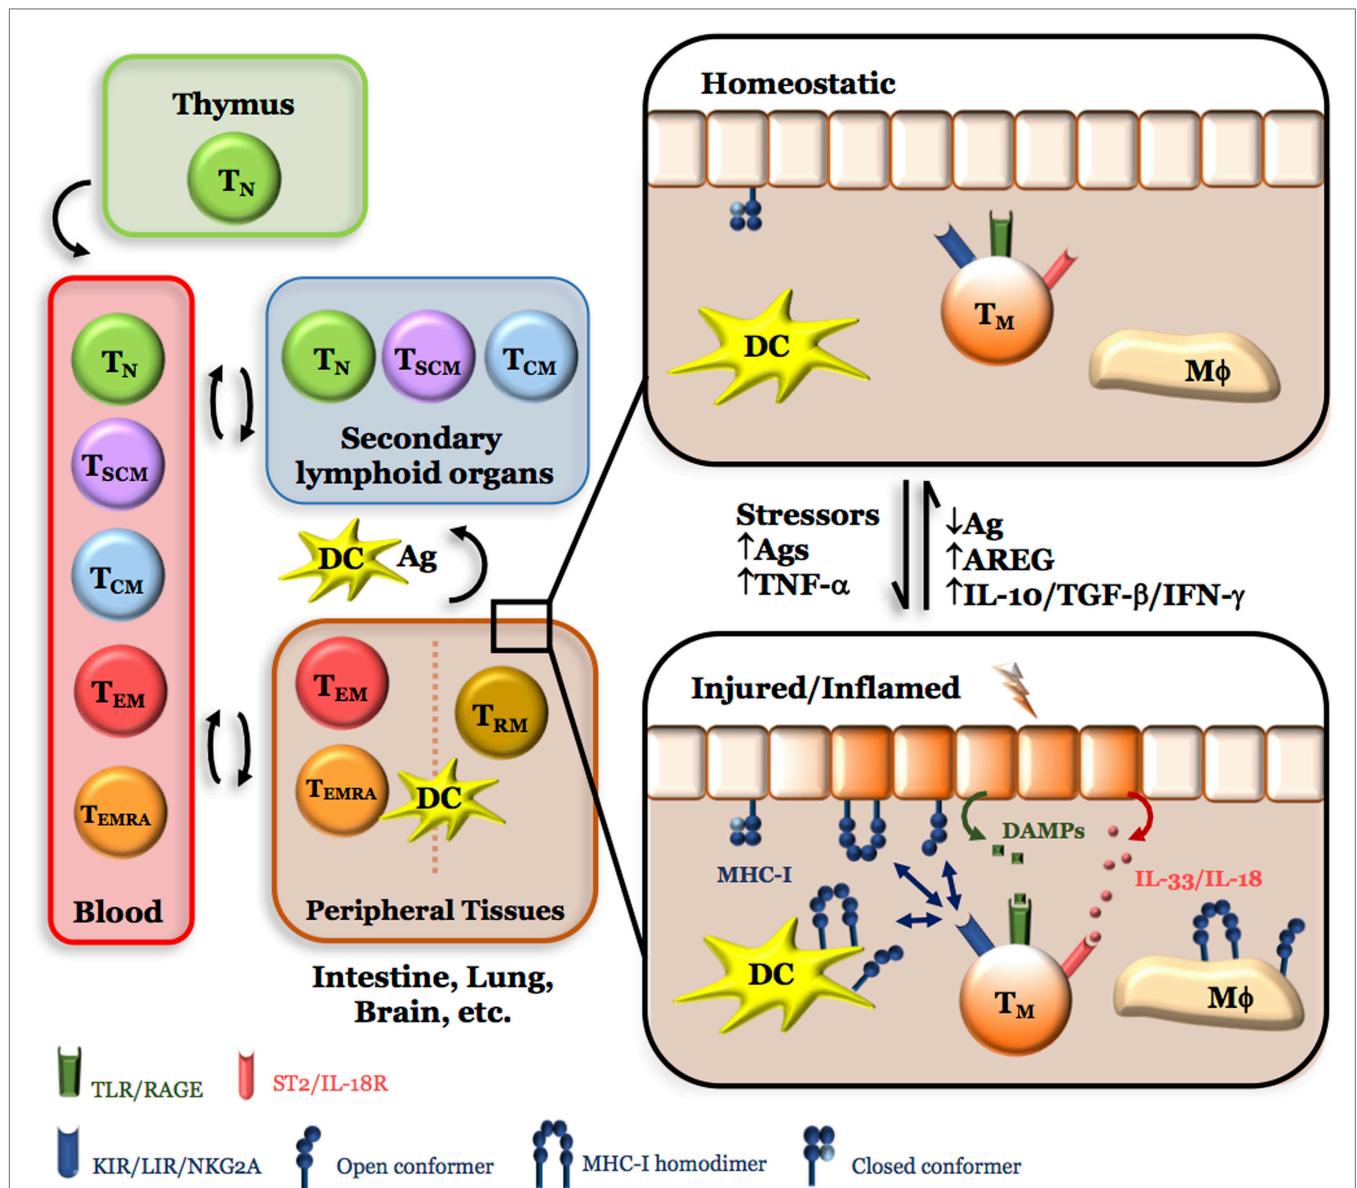 Thymus
TN
TN
TSCM
TCM
TEM
TEMRA
Blood
TN
TSCM
TCM
Secondary
lymphoid organs
DC
Ag
TEM
TRM
TEMRA
DC
Peripheral Tissues
Intestine, Lung,
Brain, etc.
Homeostatic
TM
DC
Mϕ
Stressors
↑Ags
↑TNF-α
↓Ag
↑AREG
↑IL-10/TGF-β/IFN-γ
Injured/Inflamed
DAMPs
MHC-I
IL-33/IL-18
DC
TM
Mϕ
TLR/RAGE
ST2/IL-18R
KIR/LIR/NKG2A
Open conformer
MHC-I homodimer
Closed conformer